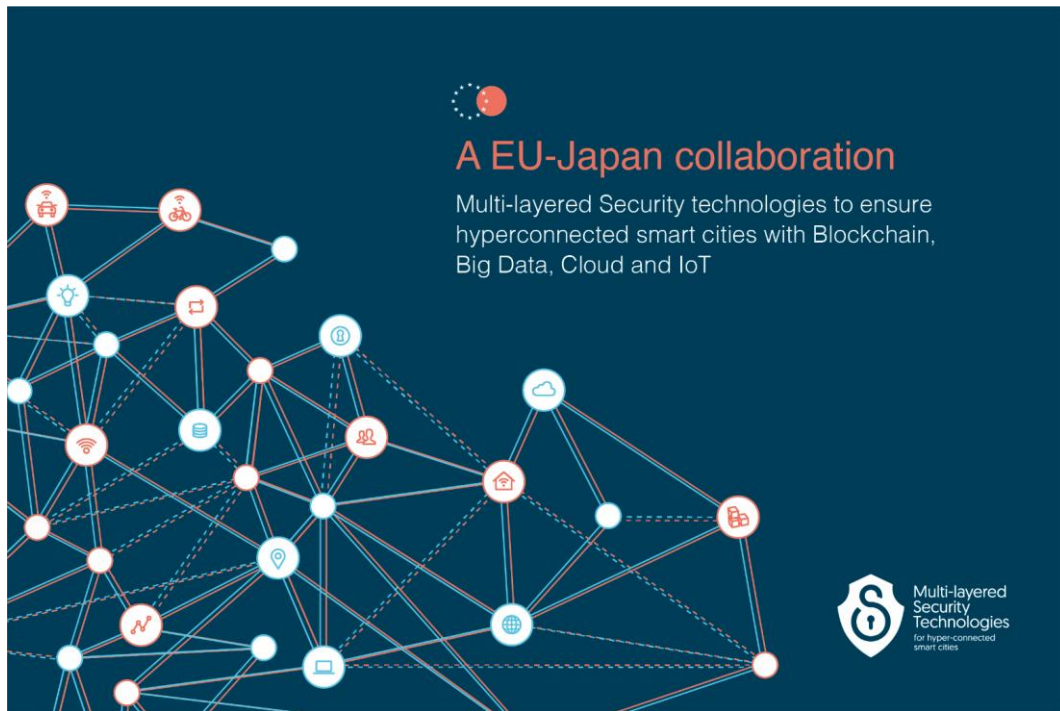 A EU-Japan collaboration
Multi-layered Security technologies to ensure
hyperconnected smart cities with Blockchain,
Big Data, Cloud and IoT
Multi-layered
Security
Technologies
for hyper-connected
smart cities